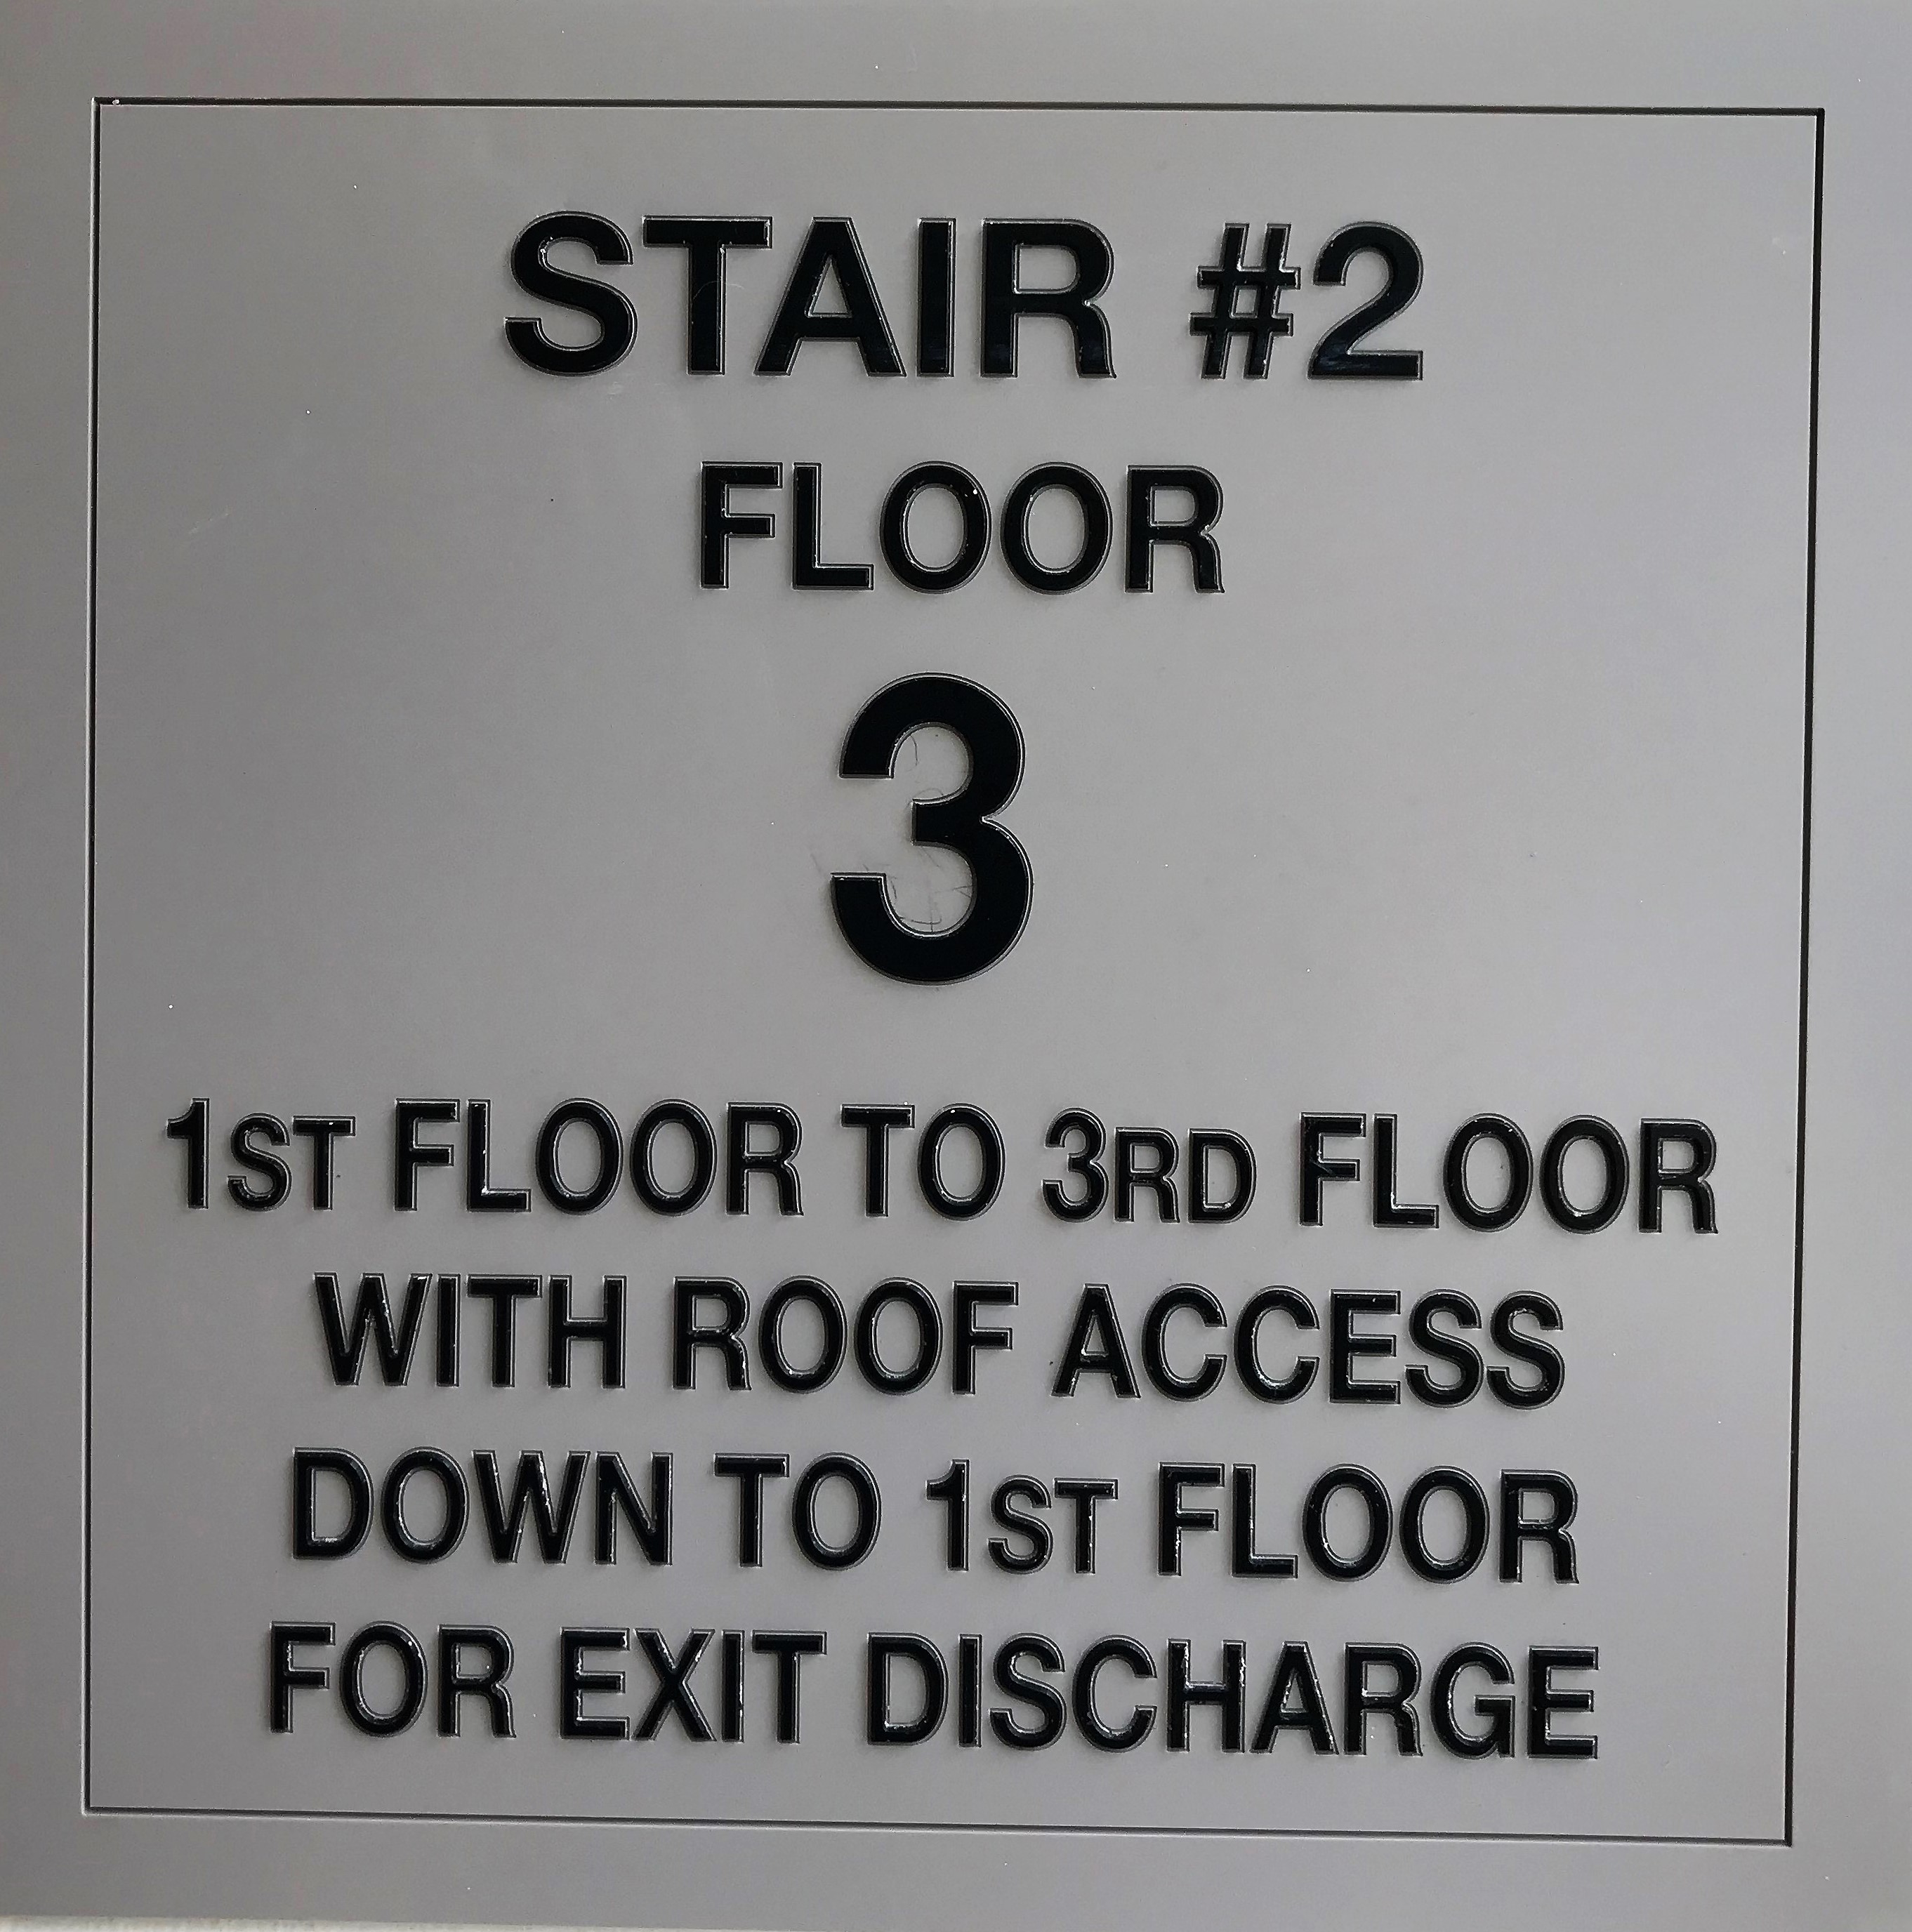 STAIR #2
FLOOR
3
1ST FLOOR TO 3RD FLOOR
WITH ROOF ACCESS
DOWN TO 1ST FLOOR
FOR EXIT DISCHARGE